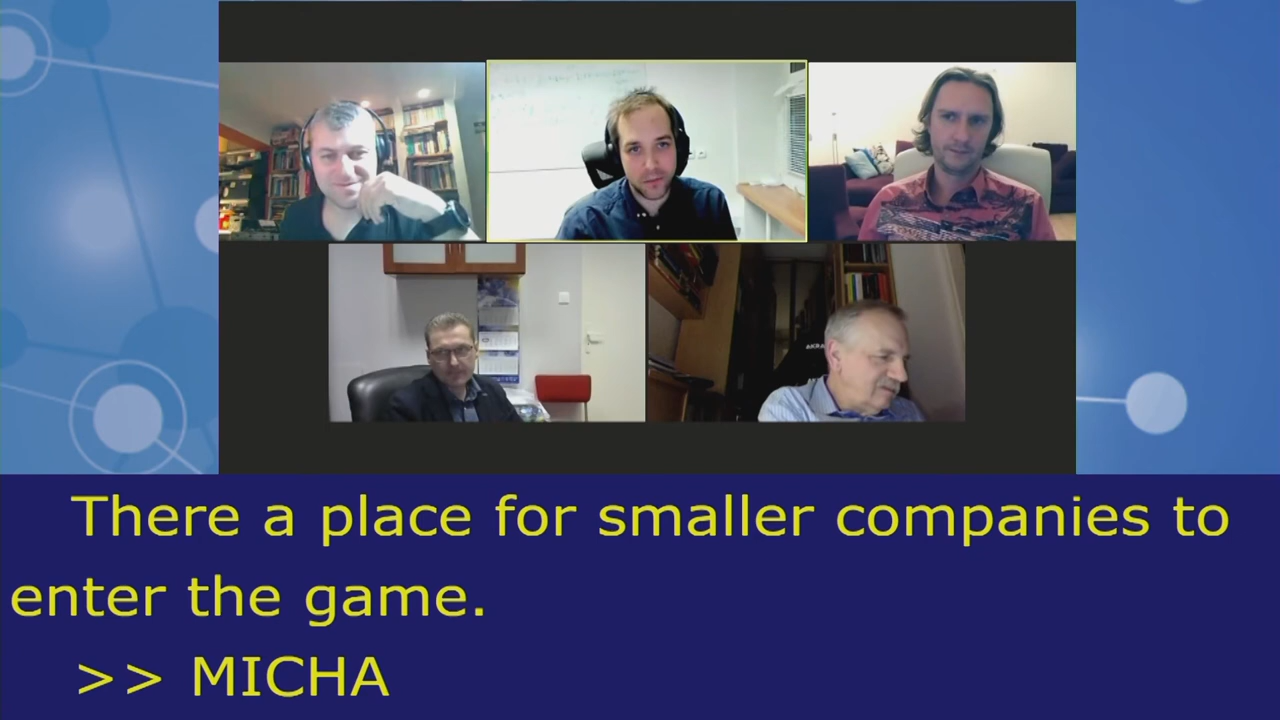 There a place for smaller companies to
enter the game.
>> MICHA